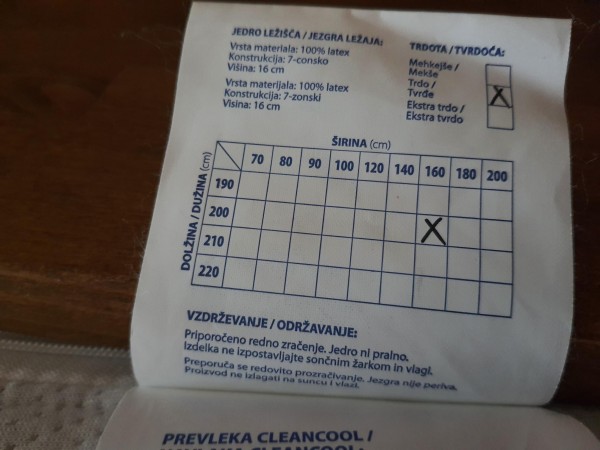 JEDRO LEŽIŠČA / JEZGRA LEŽAJA:
Vrsta materiala: 100% latex
Konstrukcija: 7-consko
Višina: 16 cm
Vrsta materijala: 100% latex
Konstrukcija: 7-zonski
Visina: 16 cm
TRDOTA / TVRDOĆA:
Mehkejše /
Mekše
Trdo /
Tvrđe
X
Ekstra trdo /
Ekstra tvrdo
ŠIRINA (cm)
70 80 90 100 120 140 160 180 200
DOLŽINA / DUŽINA (cm)
190
200
X
210
220
VZDRŽEVANJE / ODRŽAVANJE:
Priporočeno redno zračenje. Jedro ni pralno.
Izdelka ne izpostavljajte sončnim žarkom in vlagi.
Preporuča se redovito prozračivanje. Jezgra nije periva.
Proizvod ne izlagati na suncu i vlazi.
PREVLEKA CLEANCOOL /